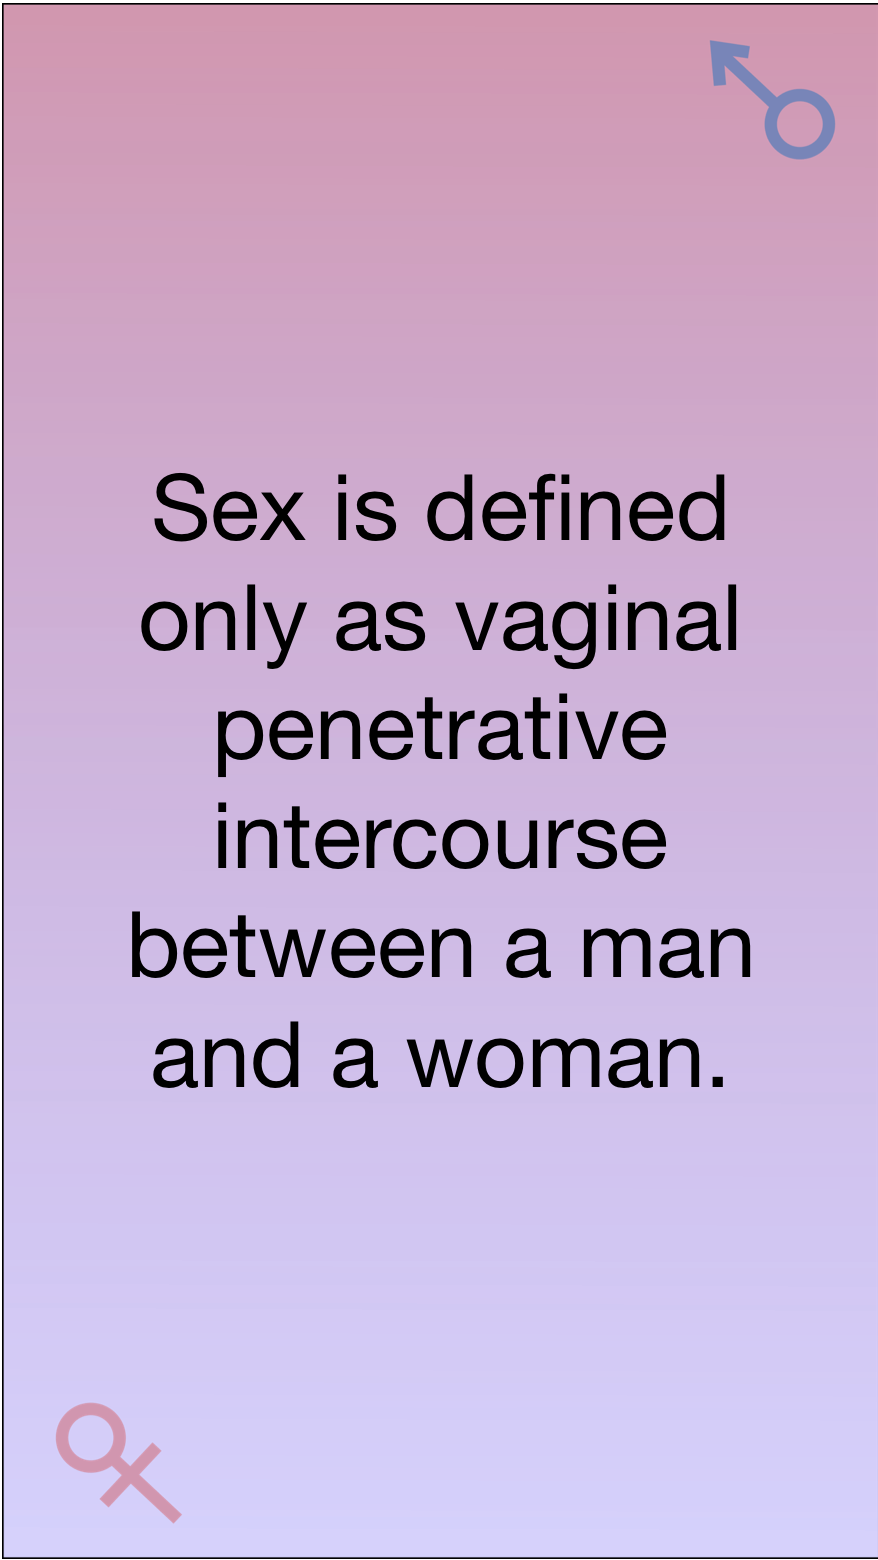 Sex is defined
only as vaginal
penetrative
intercourse
between a man
and a woman.